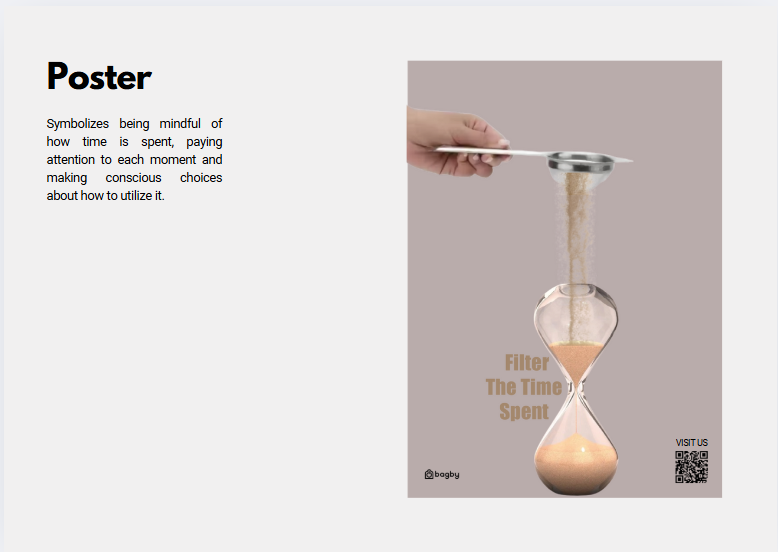 Poster
Symbolizes being mindful of
how time is spent, paying
attention to each moment and
making conscious choices
about how to utilize it.
Filter
The Time
Spent
VISIT US
bagby